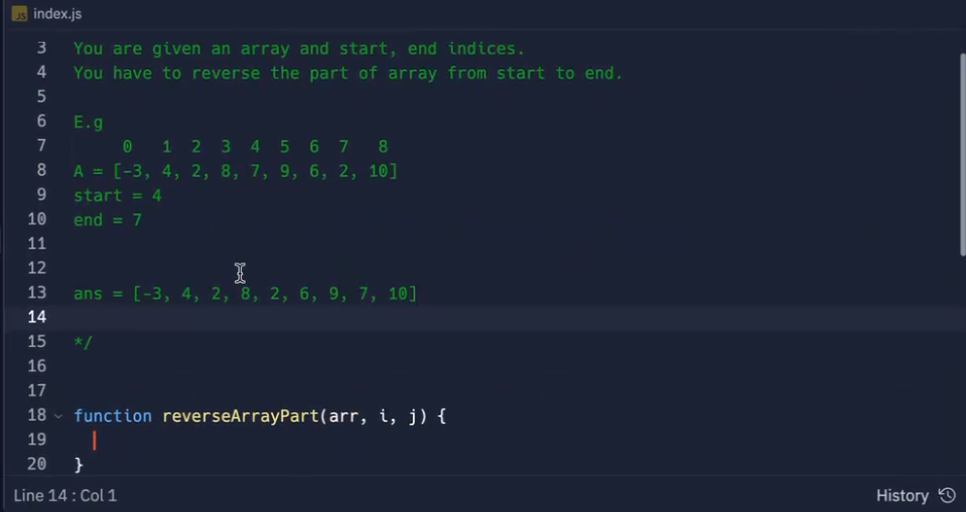 JS index.js
3 You are given an array and start, end indices.
4 You have to reverse the part of array from start to end.
5
6 E.g
7 0 1 2 3 4 5 6 7 8
8 A = [-3, 4, 2, 8, 7, 9, 6, 2, 10]
9 start = 4
10 end = 7
11
12
13 ans = [-3, 4, 2, 8, 2, 6, 9, 7, 10]
14
15 */
16
17
18 function reverseArrayPart(arr, i, j) {
19
20 }
Line 14 : Col 1 History